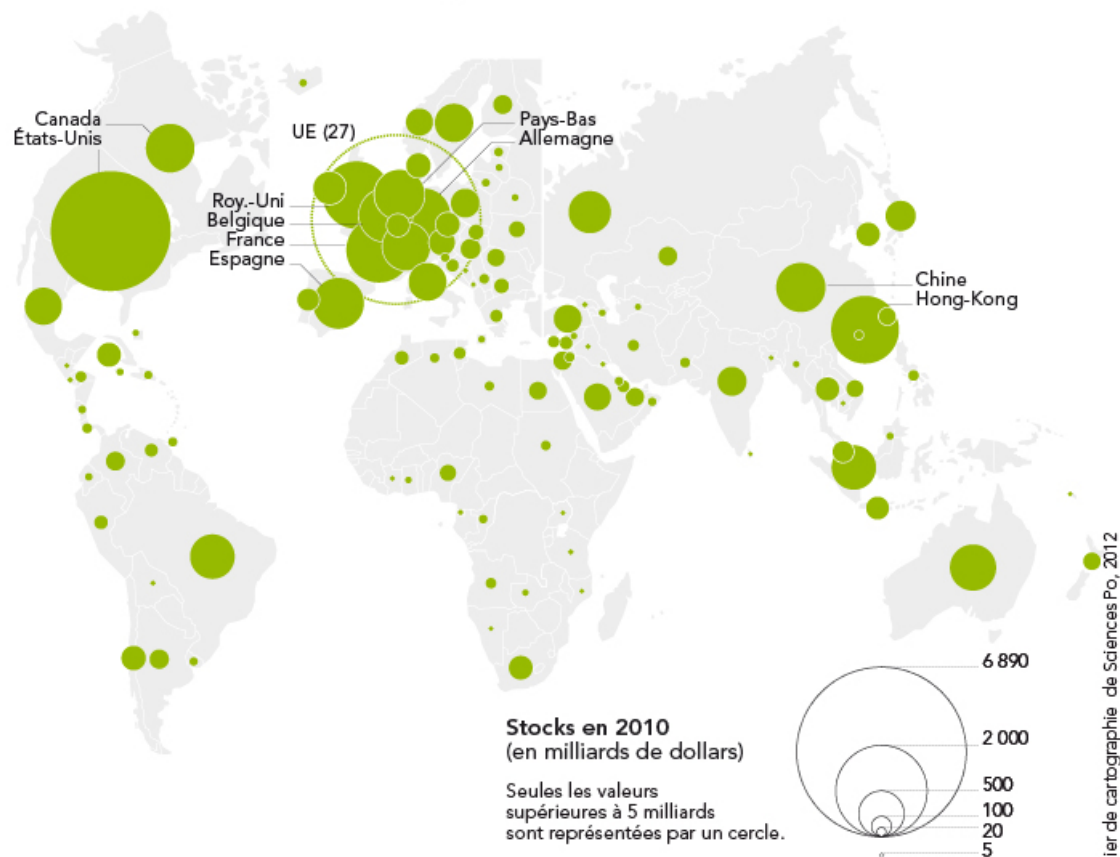 Canada
États-Unis
UE (27)
Pays-Bas
Allemagne
Roy.-Uni
Belgique
France
Espagne
Chine
Hong-Kong
Stocks en 2010
(en milliards de dollars)
Seules les valeurs
supérieures à 5 milliards
sont représentées par un cercle.
6 890
2 000
500
100
20
5
de cartographie de Sciences Po, 2012